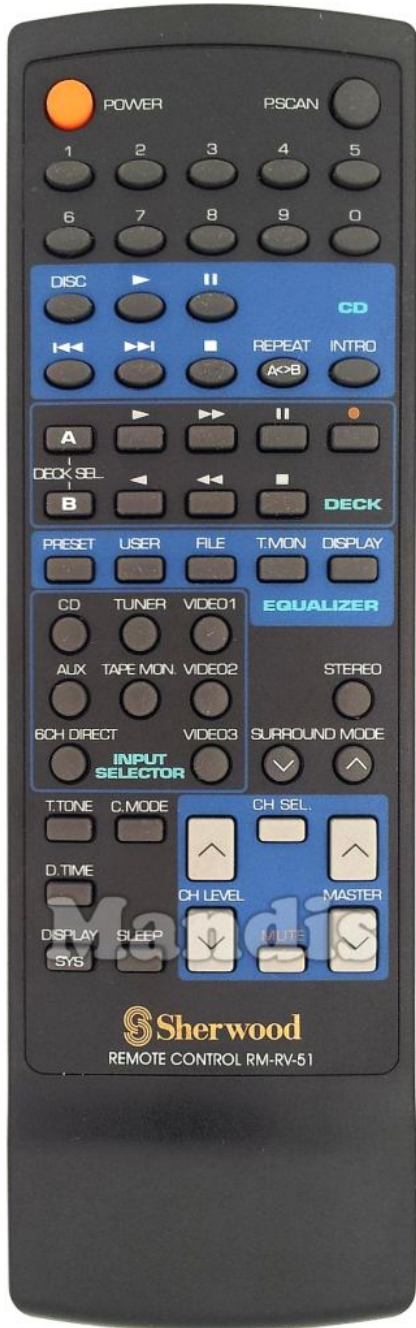 POWER P.SCAN
1 2 3 4 5
6 7 8 9 0
DISC CD
REPEAT INTRO
A<>B
A
DECK SEL.
B DECK
PRESET USER FILE T.MON DISPLAY
CD TUNER VIDEO1 EQUALIZER
AUX TAPE MON. VIDEO2 STEREO
6CH DIRECT VIDEO3 SURROUND MODE
INPUT
SELECTOR
T.TONE C.MODE CH SEL.
D.TIME
CH LEVEL MASTER
Mandis
DISPLAY SLEEP MUTE
SYS
Sherwood
REMOTE CONTROL RM-RV-51